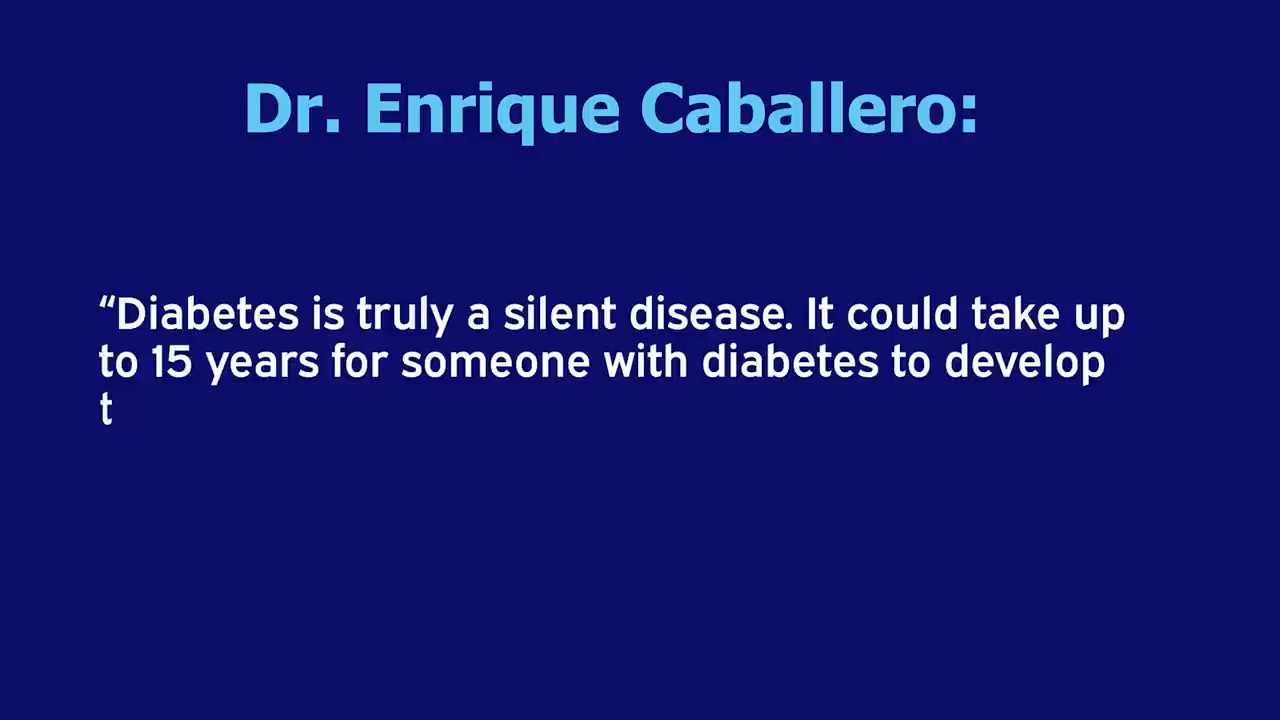 Dr. Enrique Caballero:
“Diabetes is truly a silent disease. It could take up
to 15 years for someone with diabetes to develop
t